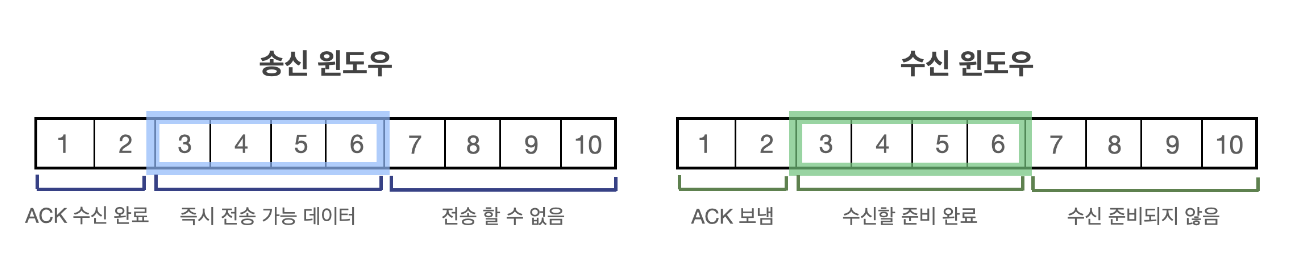 송신 윈도우
1 2 3 4 5 6 7 8 9 10
ACK 수신 완료 즉시 전송 가능 데이터 전송 할 수 없음
수신 윈도우
1 2 3 4 5 6 7 8 9 10
ACK 보냄 수신할 준비 완료 수신 준비되지 않음